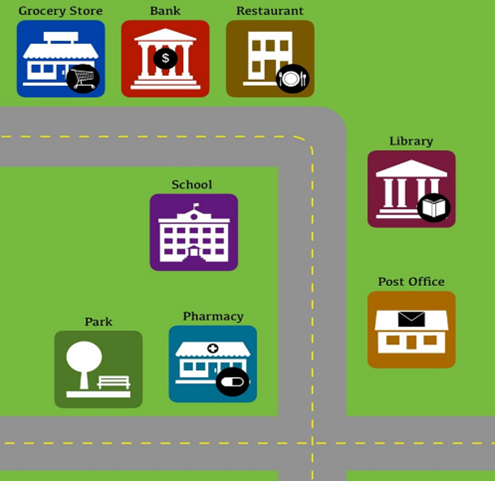 Grocery Store
Bank
Restaurant
$
Library
School
Post Office
Park
Pharmacy